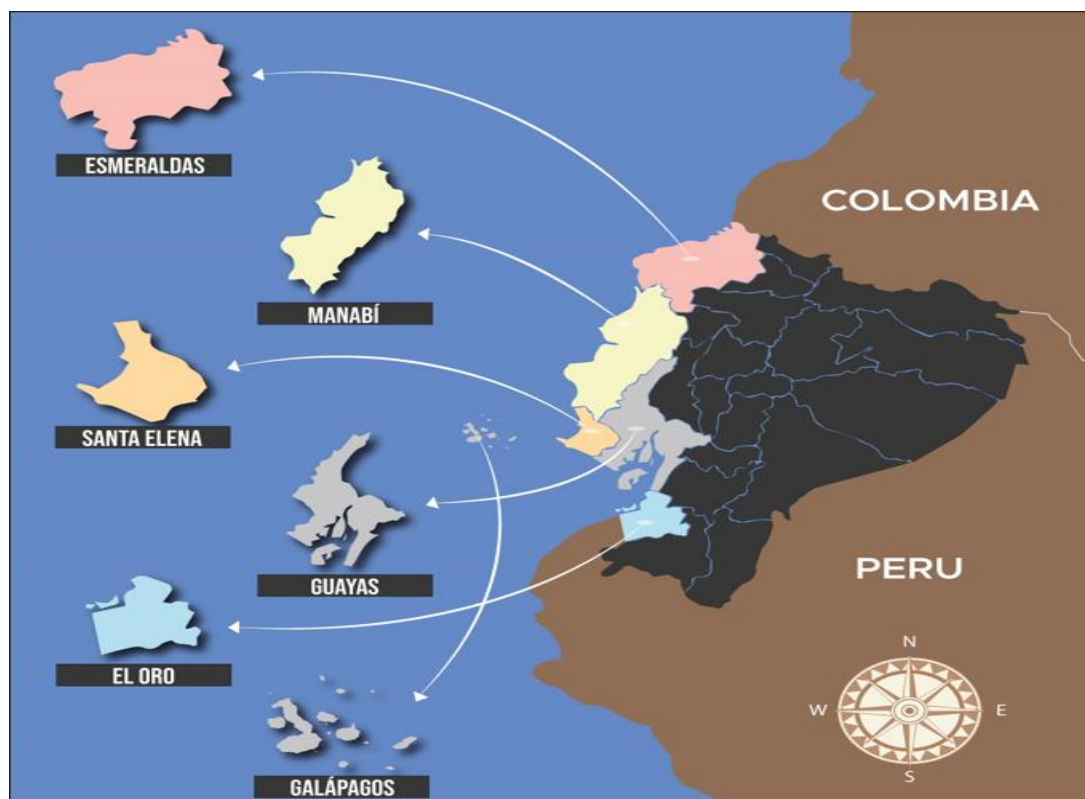 ESMERALDAS
COLOMBIA
MANABÍ
SANTA ELENA
GUAYAS
PERU
EL ORO
GALÁPAGOS
N
W
E
S